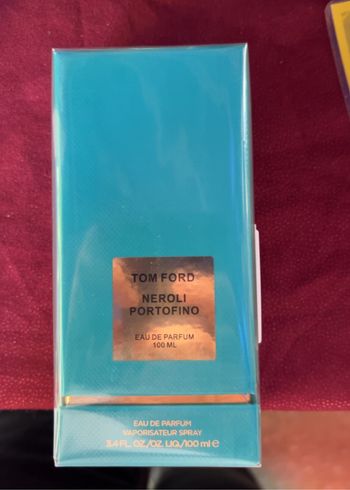 TOM FORD
NEROLI
PORTOFINO
EAU DE PARFUM
100 ML
EAU DE PARFUM
VAPORISATEUR SPRAY
3.4 FL. OZ./OZ. LIQ./100 ml e